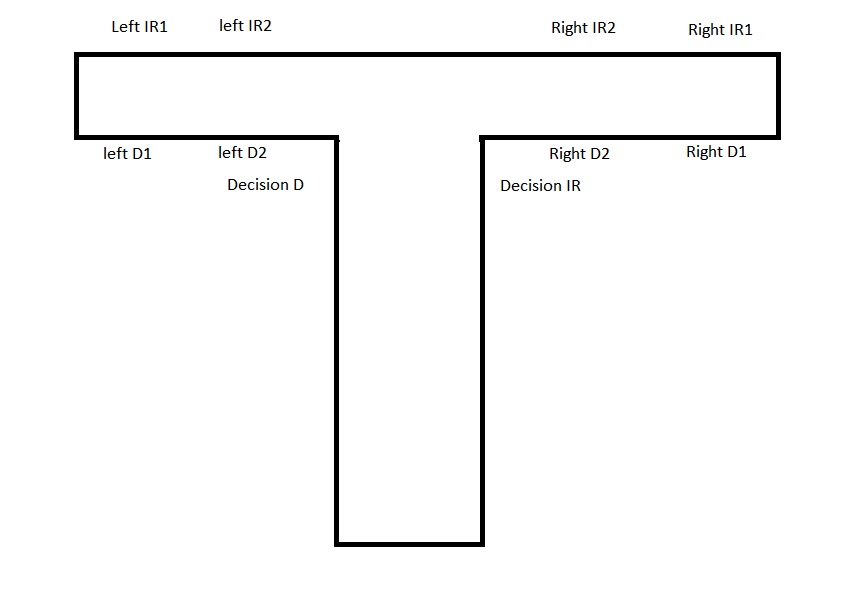 Left IR1
left IR2
Right IR2
Right IR1
left D1
left D2
Right D2
Right D1
Decision D
Decision IR